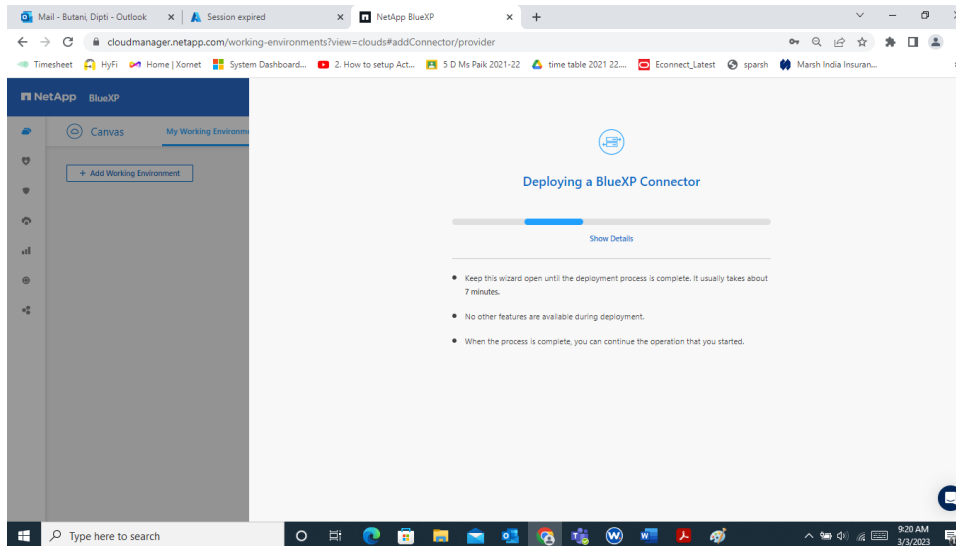 Mail - Butani, Dipti - Outlook
Session expired
NetApp BlueXP
cloudmanager.netapp.com/working-environments?view=clouds#addConnector/provider
Timesheet HyFi Home | Xornet System Dashboard... 2. How to setup Act... 5 D Ms Paik 2021-22 time table 2021 22.... Econnect_Latest sparsh Marsh India Insuran...
NetApp BlueXP
Canvas My Working Environme
+ Add Working Environment
Deploying a BlueXP Connector
Show Details
Keep this wizard open until the deployment process is complete. It usually takes about
7 minutes.
No other features are available during deployment.
When the process is complete, you can continue the operation that you started.
Type here to search
9:20 AM
3/3/2023